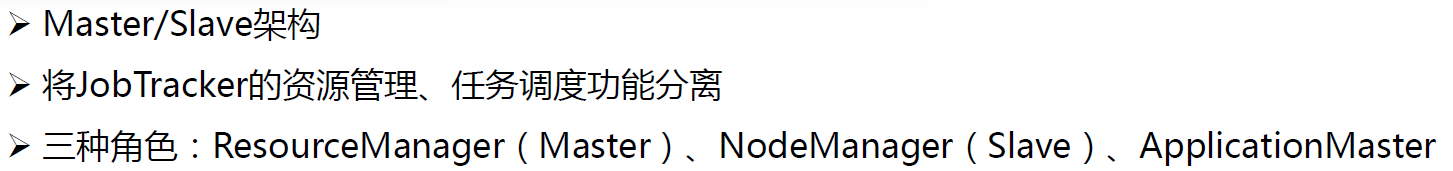 ➢ Master/Slave架构
➢ 将JobTracker的资源管理、任务调度功能分离
➢ 三种角色：ResourceManager（Master）、NodeManager（Slave）、ApplicationMaster